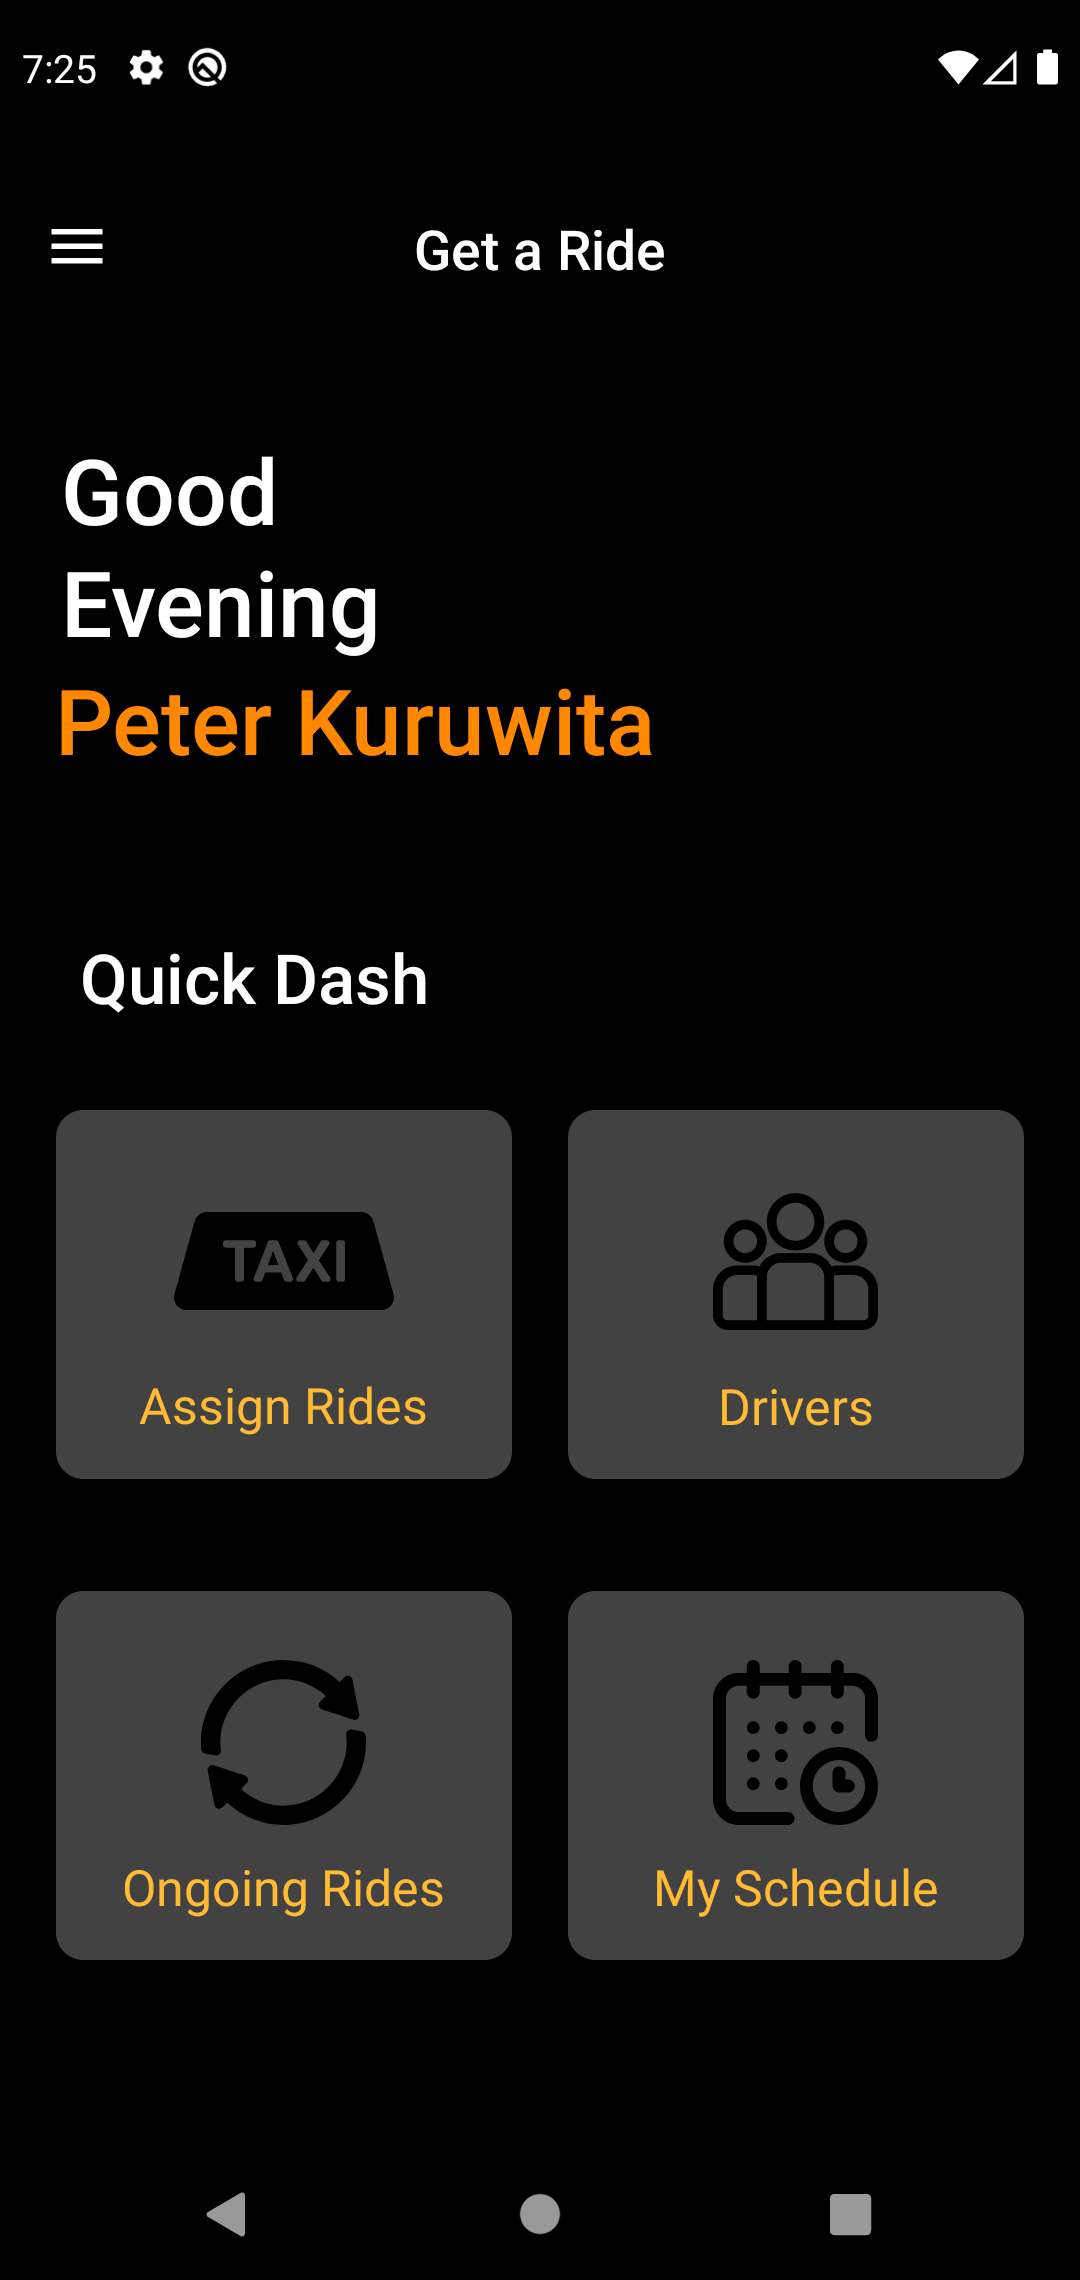 7:25
Get a Ride
Good
Evening
Peter Kuruwita
Quick Dash
TAXI
Assign Rides
Drivers
Ongoing Rides
My Schedule